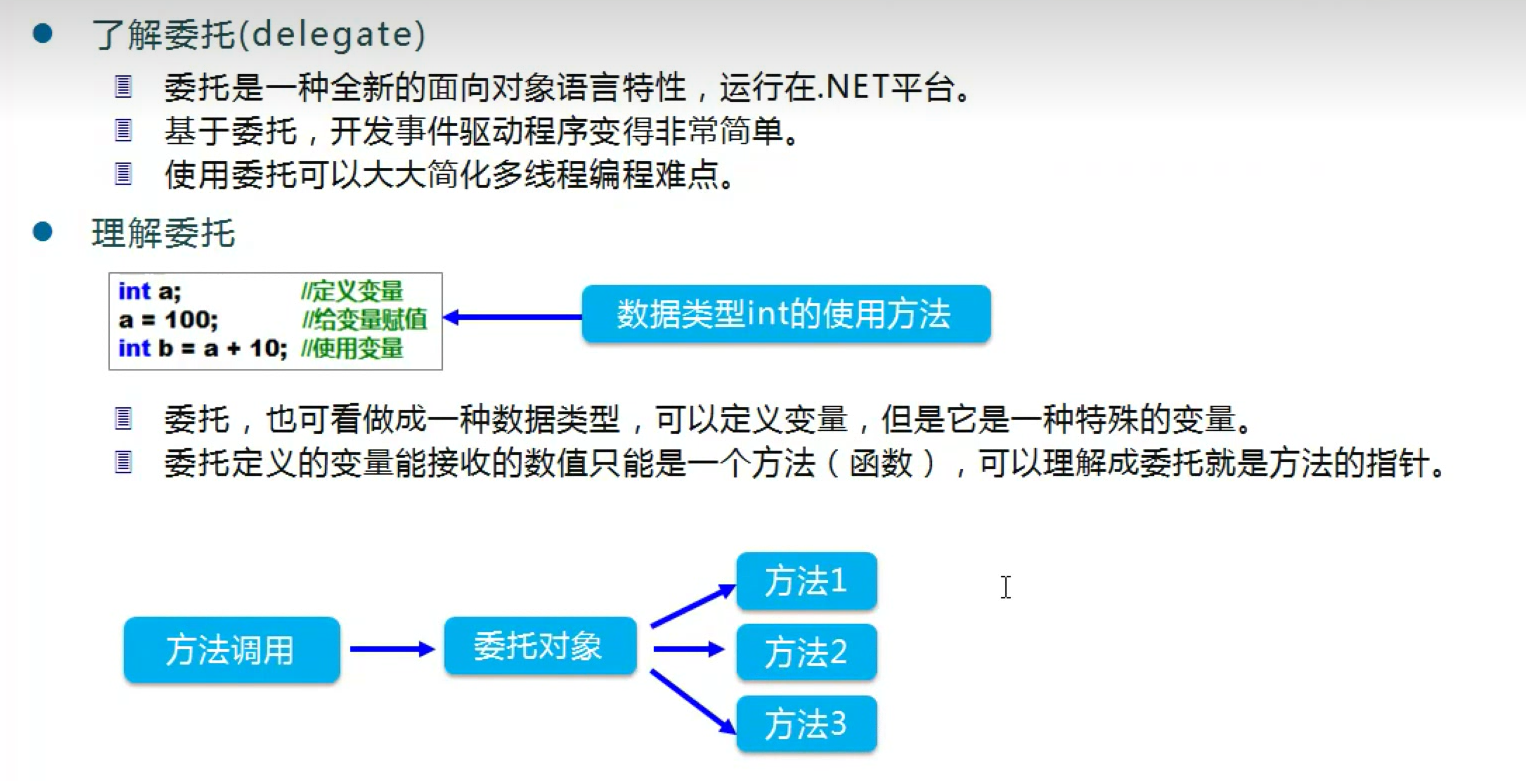 了解委托(delegate)
委托是一种全新的面向对象语言特性，运行在.NET平台。
基于委托，开发事件驱动程序变得非常简单。
使用委托可以大大简化多线程编程难点。
理解委托
int a; //定义变量
a = 100; //给变量赋值
int b = a + 10; //使用变量
数据类型int的使用方法
委托，也可看做成一种数据类型，可以定义变量，但是它是一种特殊的变量。
委托定义的变量能接收的数值只能是一个方法（函数），可以理解成委托就是方法的指针。
方法调用
委托对象
方法1
方法2
方法3